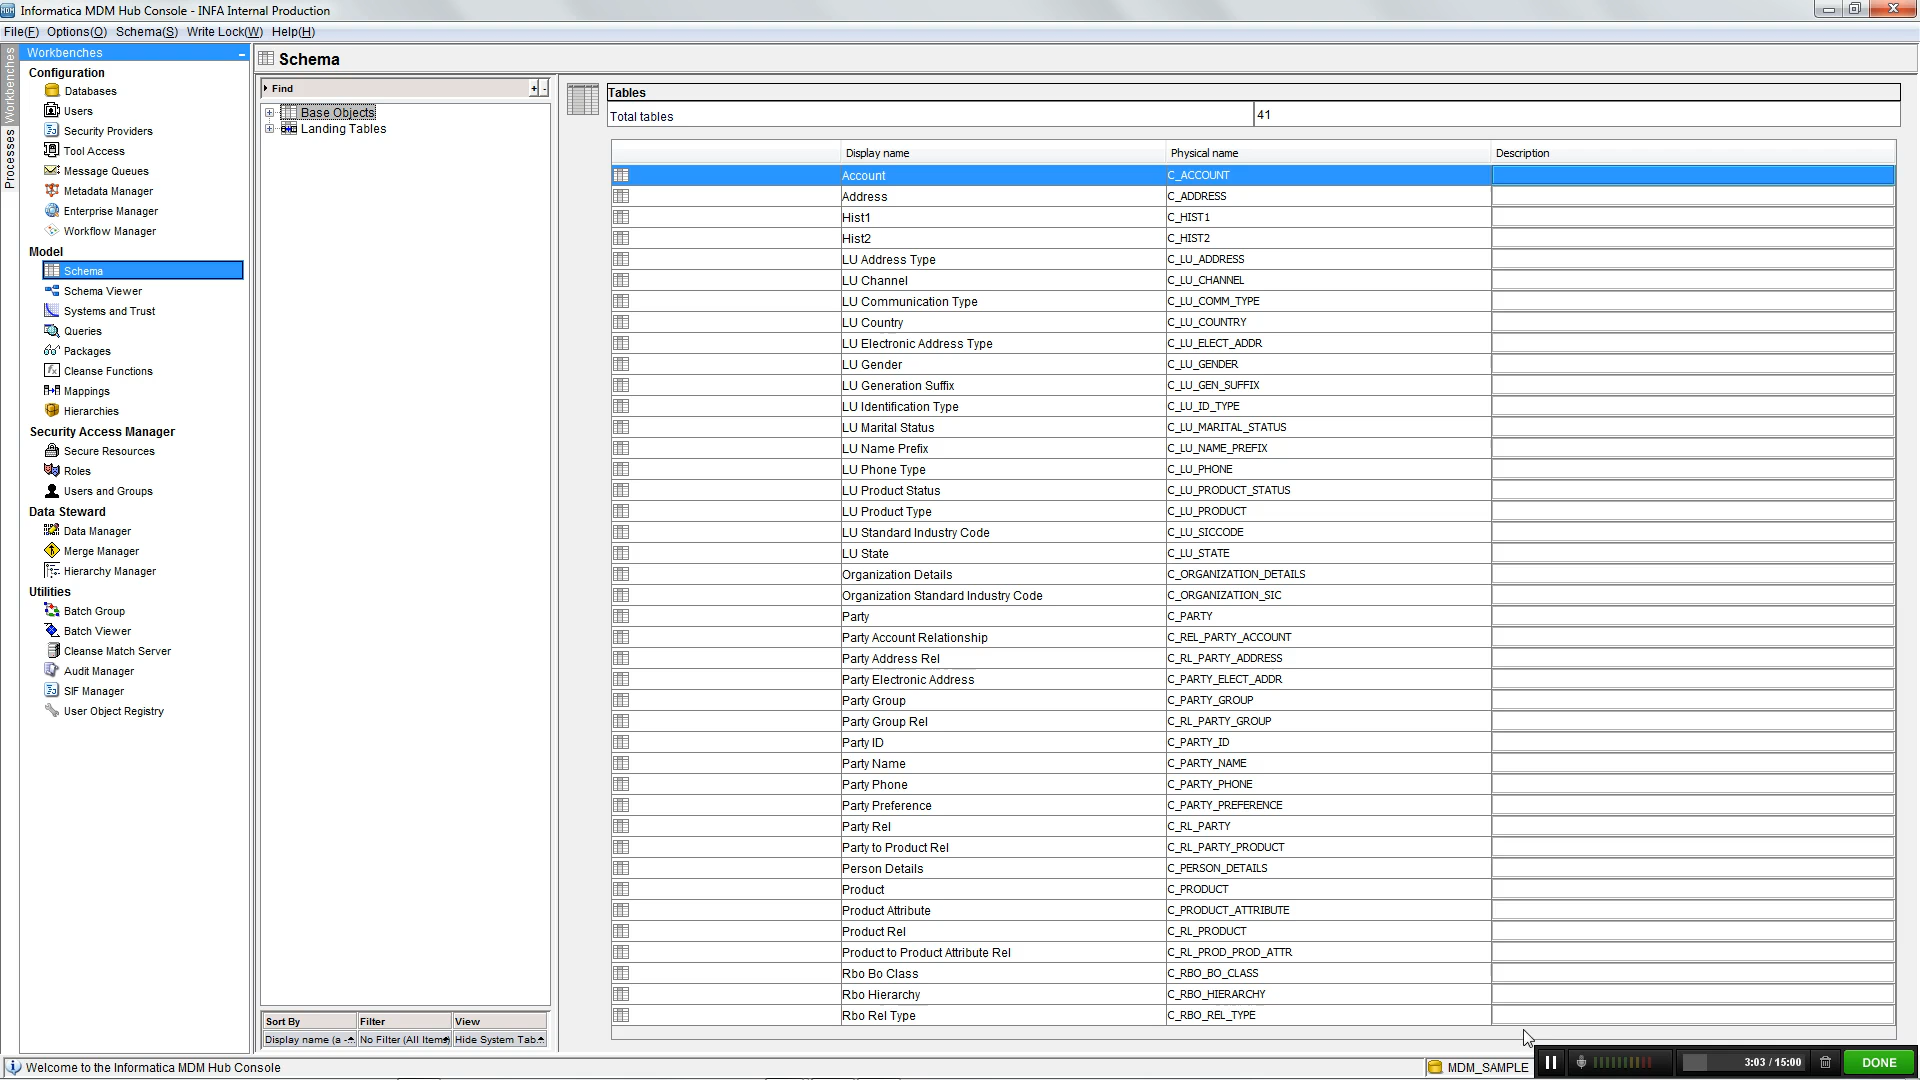 Informatica MDM Hub Console - INFA Internal Production
File(F) Options(O) Schema(S) Write Lock(W) Help(H)
Workbenches
Processes
Workbenches
Configuration
Databases
Users
Security Providers
Tool Access
Message Queues
Metadata Manager
Enterprise Manager
Workflow Manager
Model
Schema
Schema Viewer
Systems and Trust
Queries
Packages
Cleanse Functions
Mappings
Hierarchies
Security Access Manager
Secure Resources
Roles
Users and Groups
Data Steward
Data Manager
Merge Manager
Hierarchy Manager
Utilities
Batch Group
Batch Viewer
Cleanse Match Server
Audit Manager
SIF Manager
User Object Registry
Schema
Find + -
Base Objects
Landing Tables
Sort By Filter View
Display name (a - No Filter (All Items) Hide System Tab
Tables
Total tables 41
Display name Physical name Description
Account C_ACCOUNT
Address C_ADDRESS
Hist1 C_HIST1
Hist2 C_HIST2
LU Address Type C_LU_ADDRESS
LU Channel C_LU_CHANNEL
LU Communication Type C_LU_COMM_TYPE
LU Country C_LU_COUNTRY
LU Electronic Address Type C_LU_ELECT_ADDR
LU Gender C_LU_GENDER
LU Generation Suffix C_LU_GEN_SUFFIX
LU Identification Type C_LU_ID_TYPE
LU Marital Status C_LU_MARITAL_STATUS
LU Name Prefix C_LU_NAME_PREFIX
LU Phone Type C_LU_PHONE
LU Product Status C_LU_PRODUCT_STATUS
LU Product Type C_LU_PRODUCT
LU Standard Industry Code C_LU_SICCODE
LU State C_LU_STATE
Organization Details C_ORGANIZATION_DETAILS
Organization Standard Industry Code C_ORGANIZATION_SIC
Party C_PARTY
Party Account Relationship C_REL_PARTY_ACCOUNT
Party Address Rel C_RL_PARTY_ADDRESS
Party Electronic Address C_PARTY_ELECT_ADDR
Party Group C_PARTY_GROUP
Party Group Rel C_RL_PARTY_GROUP
Party ID C_PARTY_ID
Party Name C_PARTY_NAME
Party Phone C_PARTY_PHONE
Party Preference C_PARTY_PREFERENCE
Party Rel C_RL_PARTY
Party to Product Rel C_RL_PARTY_PRODUCT
Person Details C_PERSON_DETAILS
Product C_PRODUCT
Product Attribute C_PRODUCT_ATTRIBUTE
Product Rel C_RL_PRODUCT
Product to Product Attribute Rel C_RL_PROD_PROD_ATTR
Rbo Bo Class C_RBO_BO_CLASS
Rbo Hierarchy C_RBO_HIERARCHY
Rbo Rel Type C_RBO_REL_TYPE
Welcome to the Informatica MDM Hub Console
MDM_SAMPLE
3:03 / 15:00
DONE